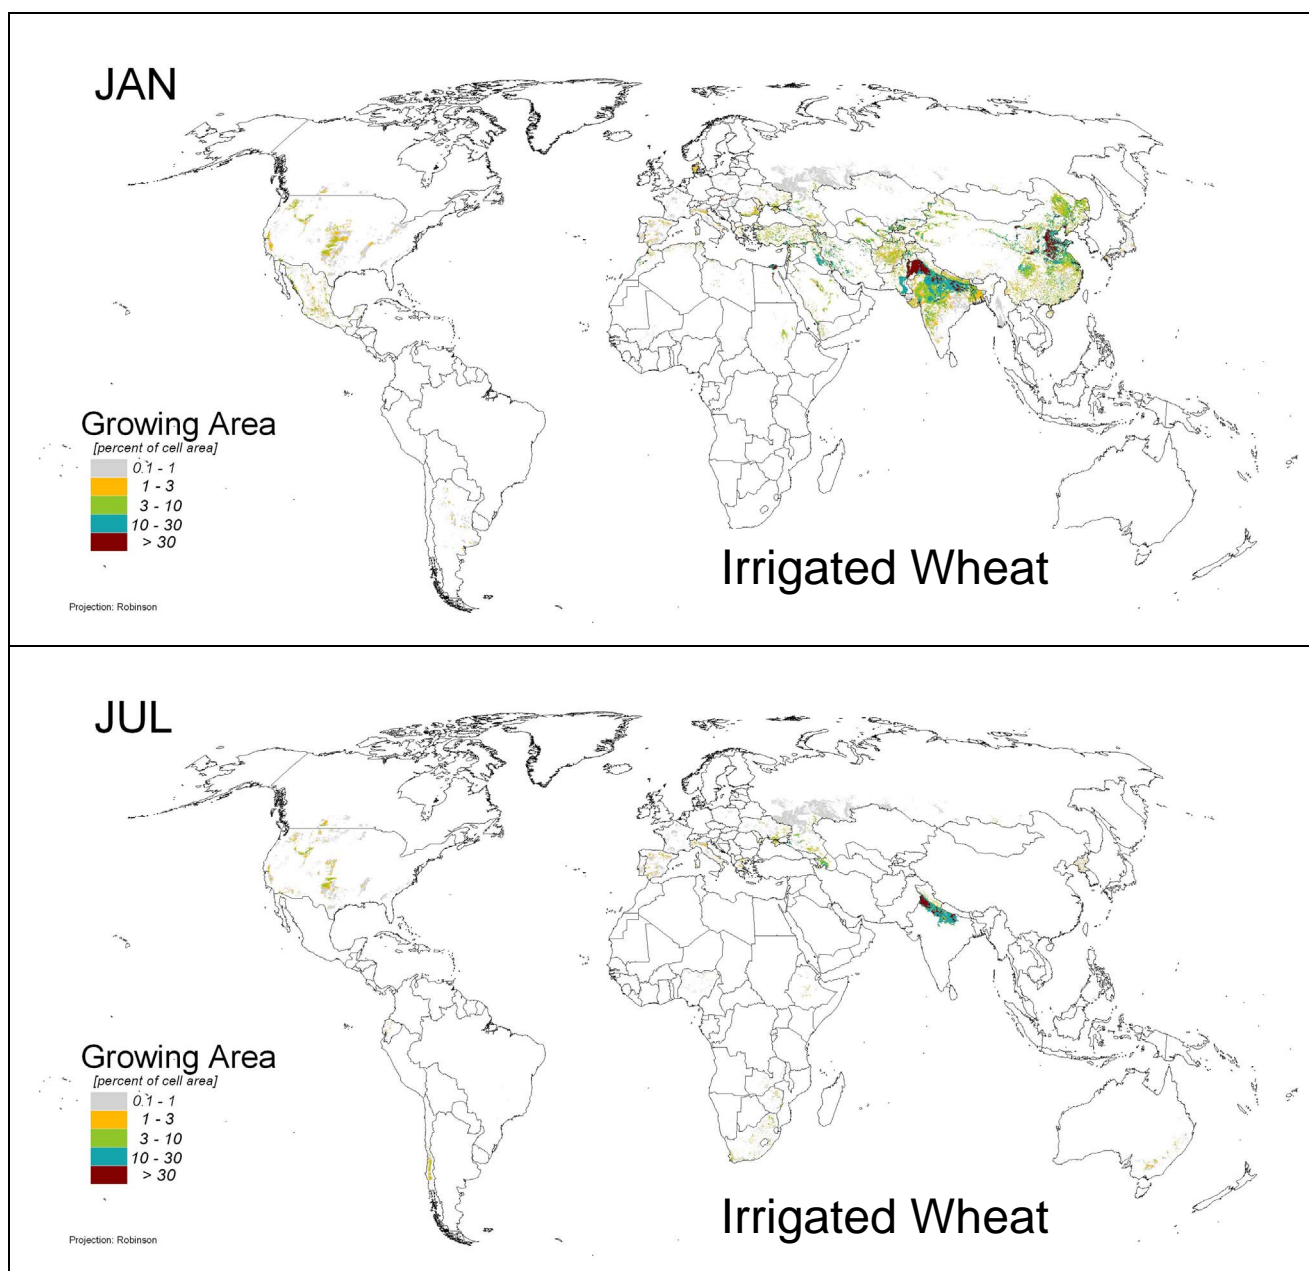 JAN
Growing Area
[percent of cell area]
0.1 - 1
1 - 3
3 - 10
10 - 30
> 30
Irrigated Wheat
Projection: Robinson
JUL
Growing Area
[percent of cell area]
0.1 - 1
1 - 3
3 - 10
10 - 30
> 30
Irrigated Wheat
Projection: Robinson